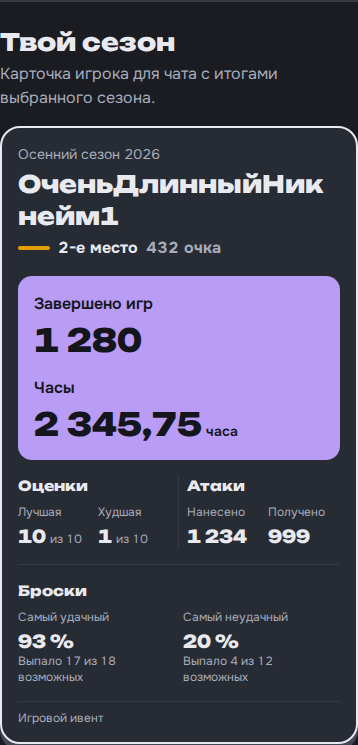 Твой сезон
Карточка игрока для чата с итогами
выбранного сезона.
Осенний сезон 2026
ОченьДлинныйНик
нейм1
2-е место 432 очка
Завершено игр
1 280
Часы
2 345,75 часа
Оценки
Атаки
Лучшая Худшая Нанесено Получено
10 из 10 1 из 10 1 234 999
Броски
Самый удачный Самый неудачный
93 % 20 %
Выпало 17 из 18 Выпало 4 из 12
возможных возможных
Игровой ивент